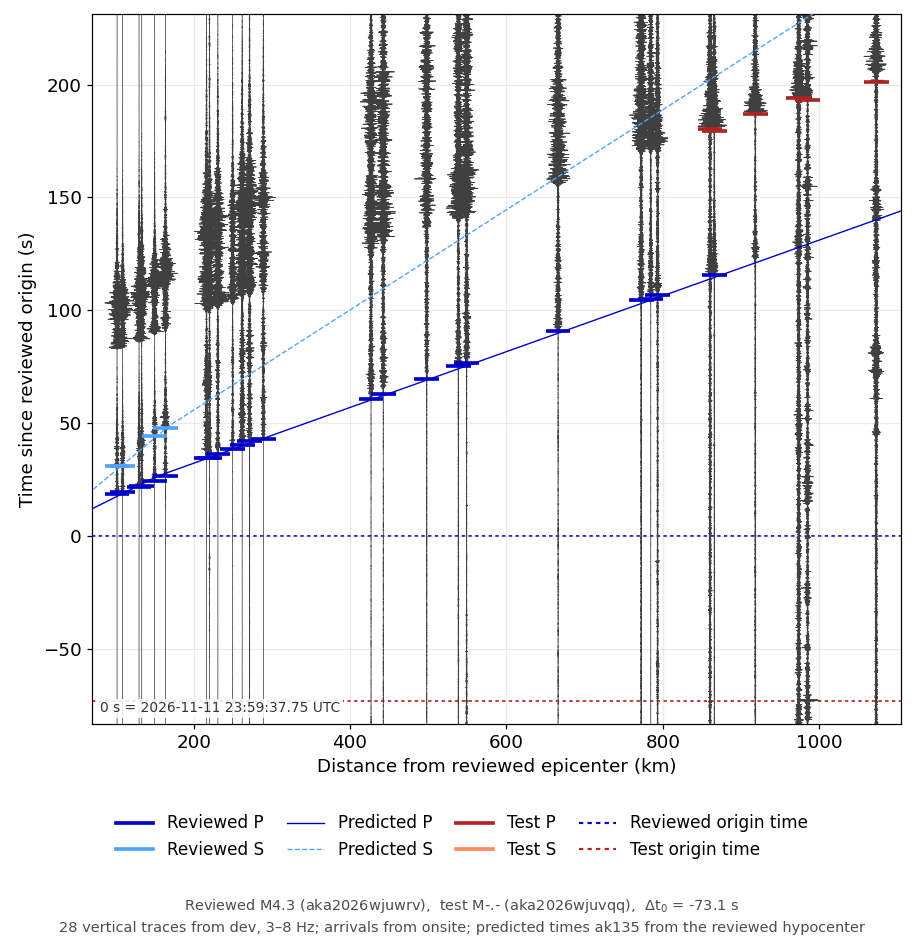 200
150
100
50
0
−50
Time since reviewed origin (s)
0 s = 2026-11-11 23:59:37.75 UTC
200
400
600
800
1000
Distance from reviewed epicenter (km)
Reviewed P
Predicted P
Test P
Reviewed origin time
Reviewed S
Predicted S
Test S
Test origin time
Reviewed M4.3 (aka2026wjuwrv),  test M-.- (aka2026wjuvqq),  Δt₀ = -73.1 s
28 vertical traces from dev, 3–8 Hz; arrivals from onsite; predicted times ak135 from the reviewed hypocenter